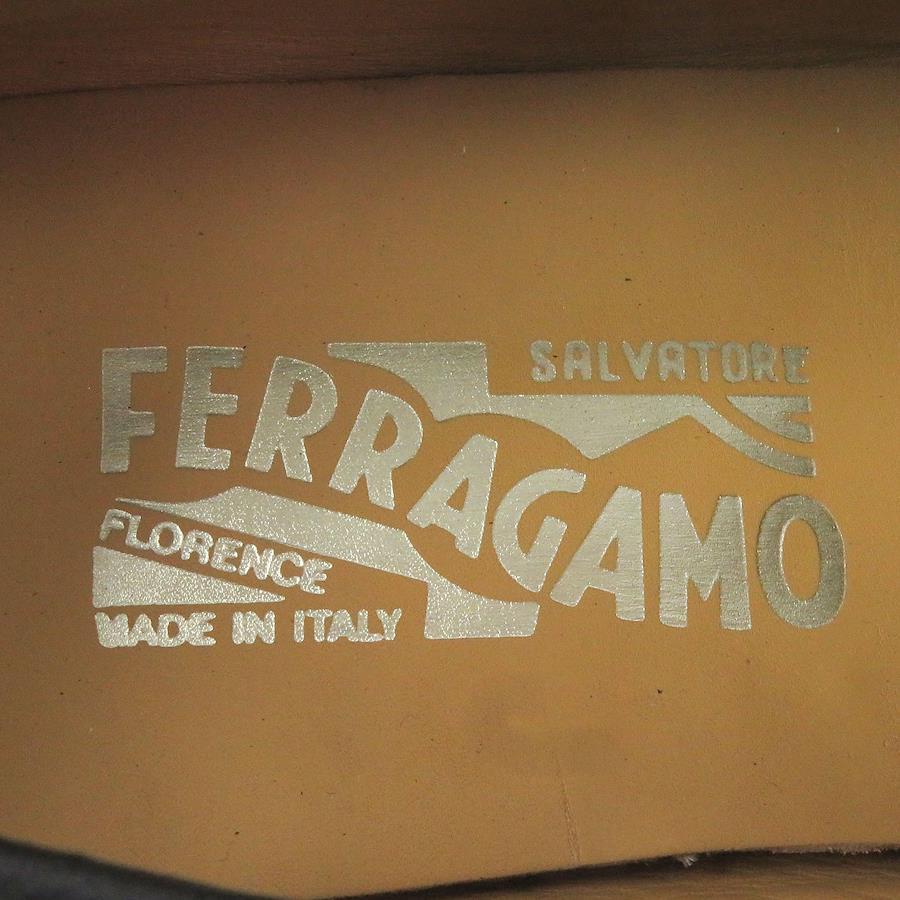 SALVATORE
FERRAGAMO
FLORENCE
MADE IN ITALY